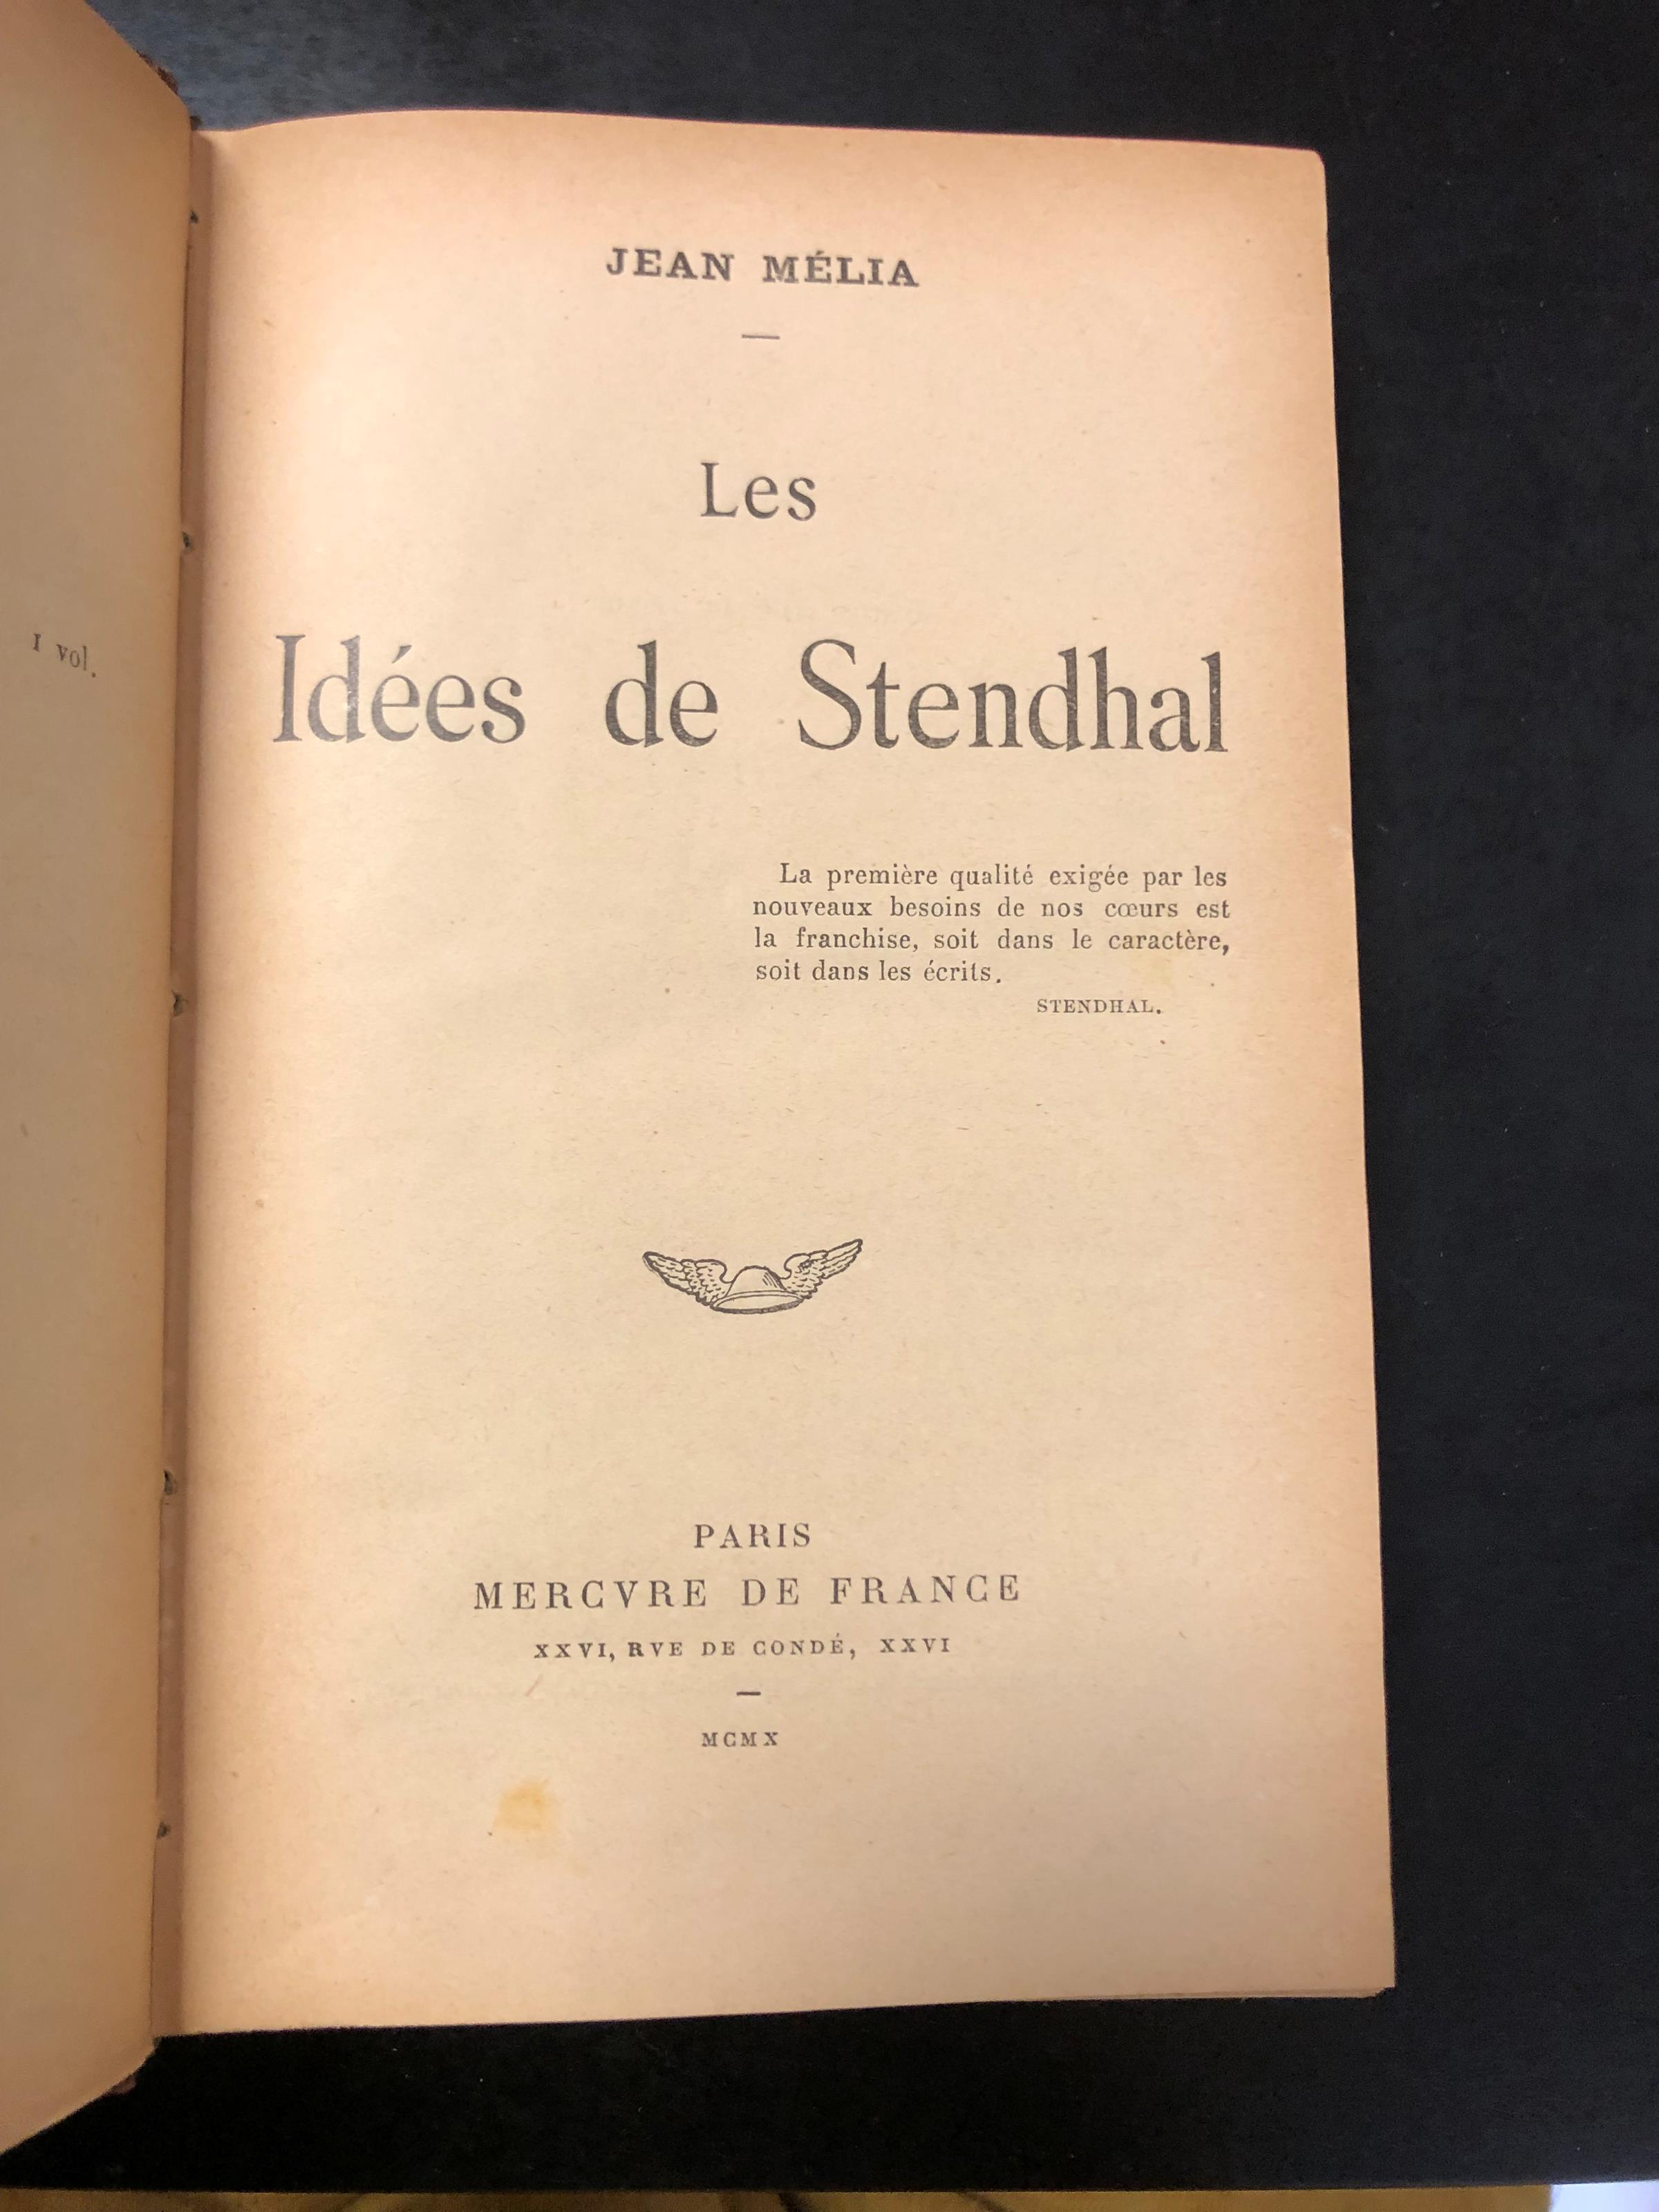 1 vol.
JEAN MÉLIA
Les
Idées de Stendhal
La première qualité exigée par les
nouveaux besoins de nos cœurs est
la franchise, soit dans le caractère,
soit dans les écrits.
STENDHAL.
PARIS
MERCVRE DE FRANCE
XXVI, RVE DE CONDÉ, XXVI
MCMX